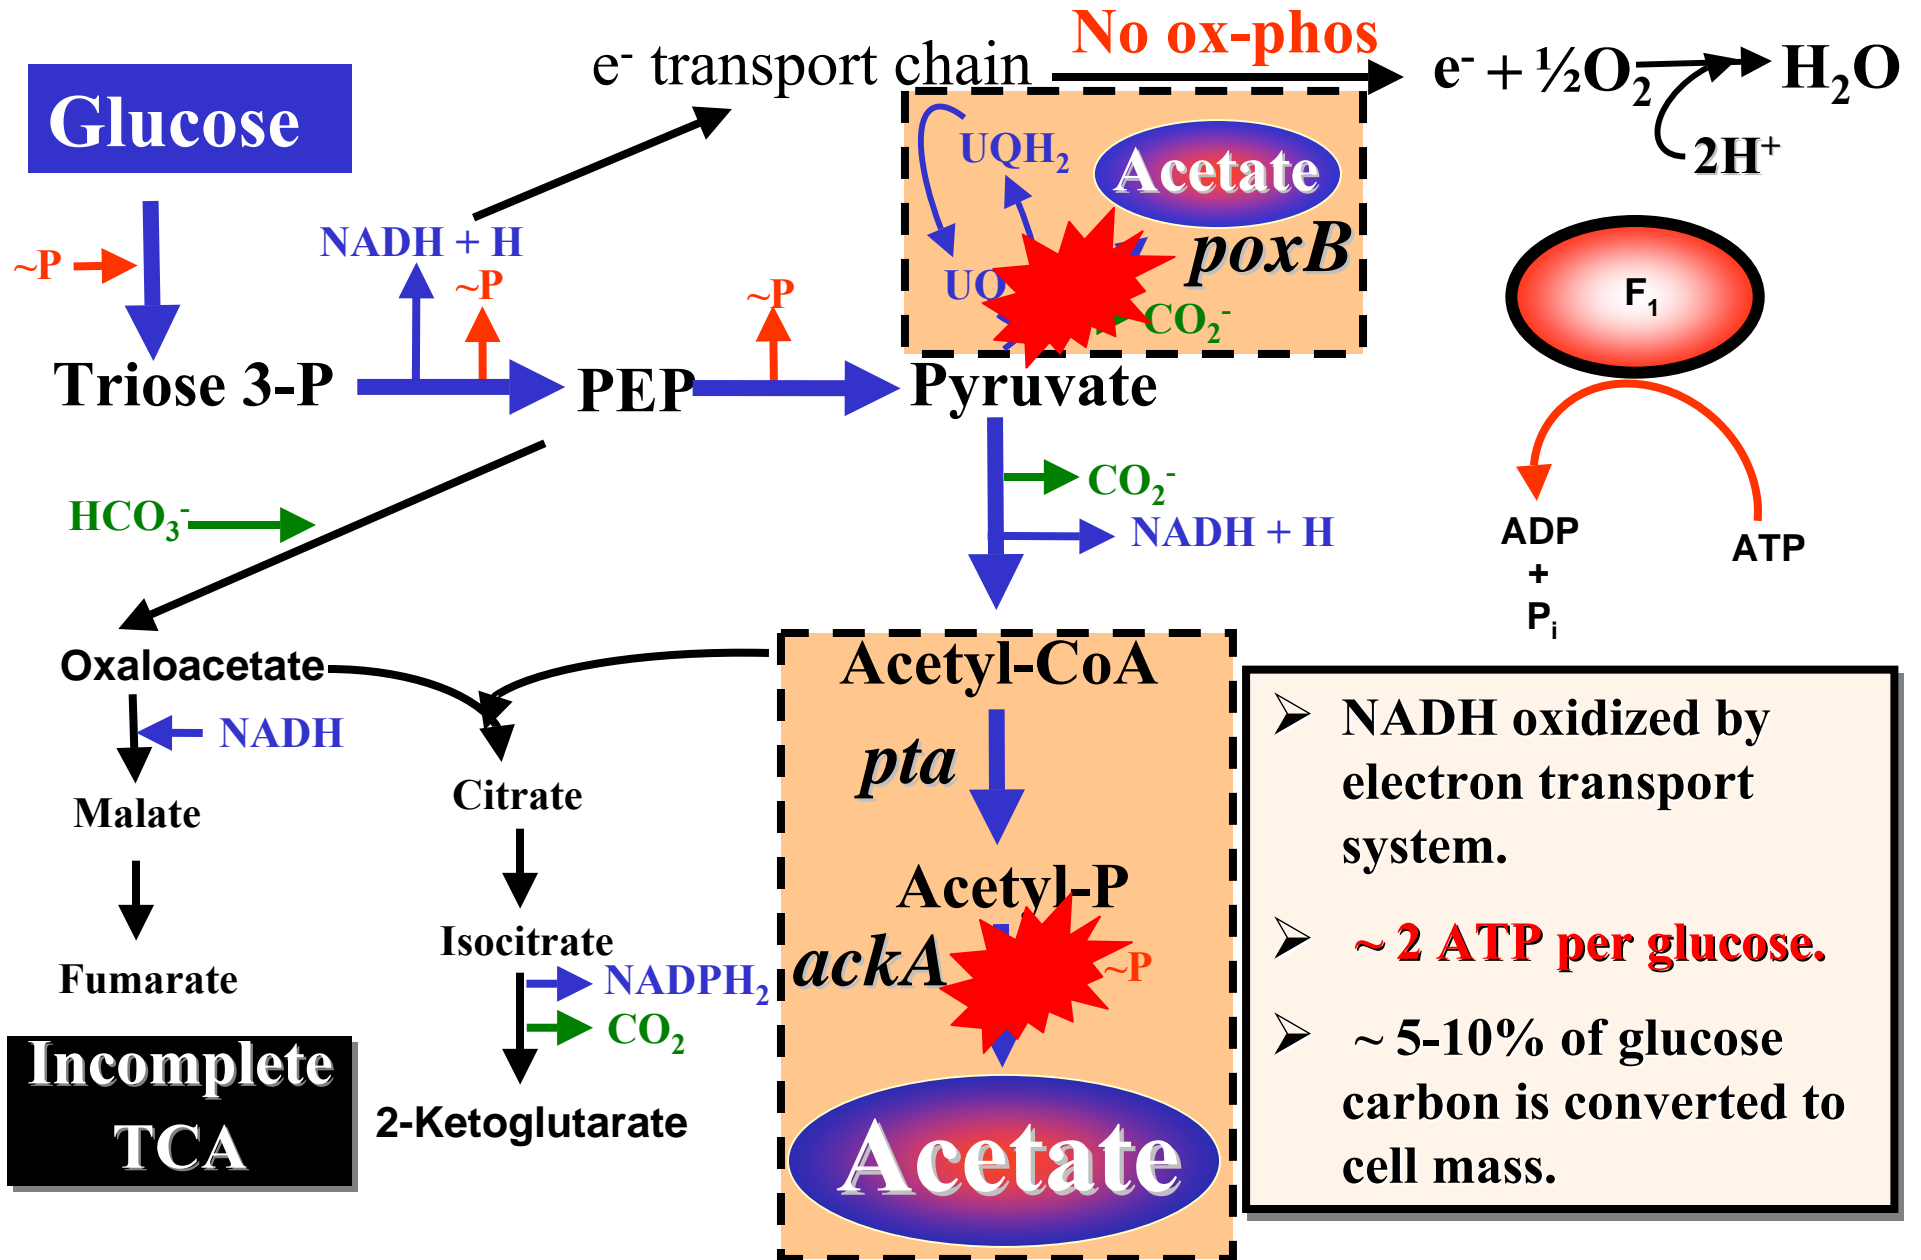 No ox-phos
e- transport chain
e- + ½O2
H2O
2H+
Glucose
UQH2
Acetate
poxB
UQ
CO2-
NADH + H
~P
~P
~P
F1
Triose 3-P
PEP
Pyruvate
CO2-
NADH + H
HCO3-
ADP
+
Pi
ATP
Oxaloacetate
NADH
Malate
Fumarate
Citrate
Isocitrate
NADPH2
CO2
2-Ketoglutarate
Incomplete
TCA
Acetyl-CoA
pta
Acetyl-P
ackA
~P
Acetate
➢ NADH oxidized by
electron transport
system.
➢ ~ 2 ATP per glucose.
➢ ~ 5-10% of glucose
carbon is converted to
cell mass.